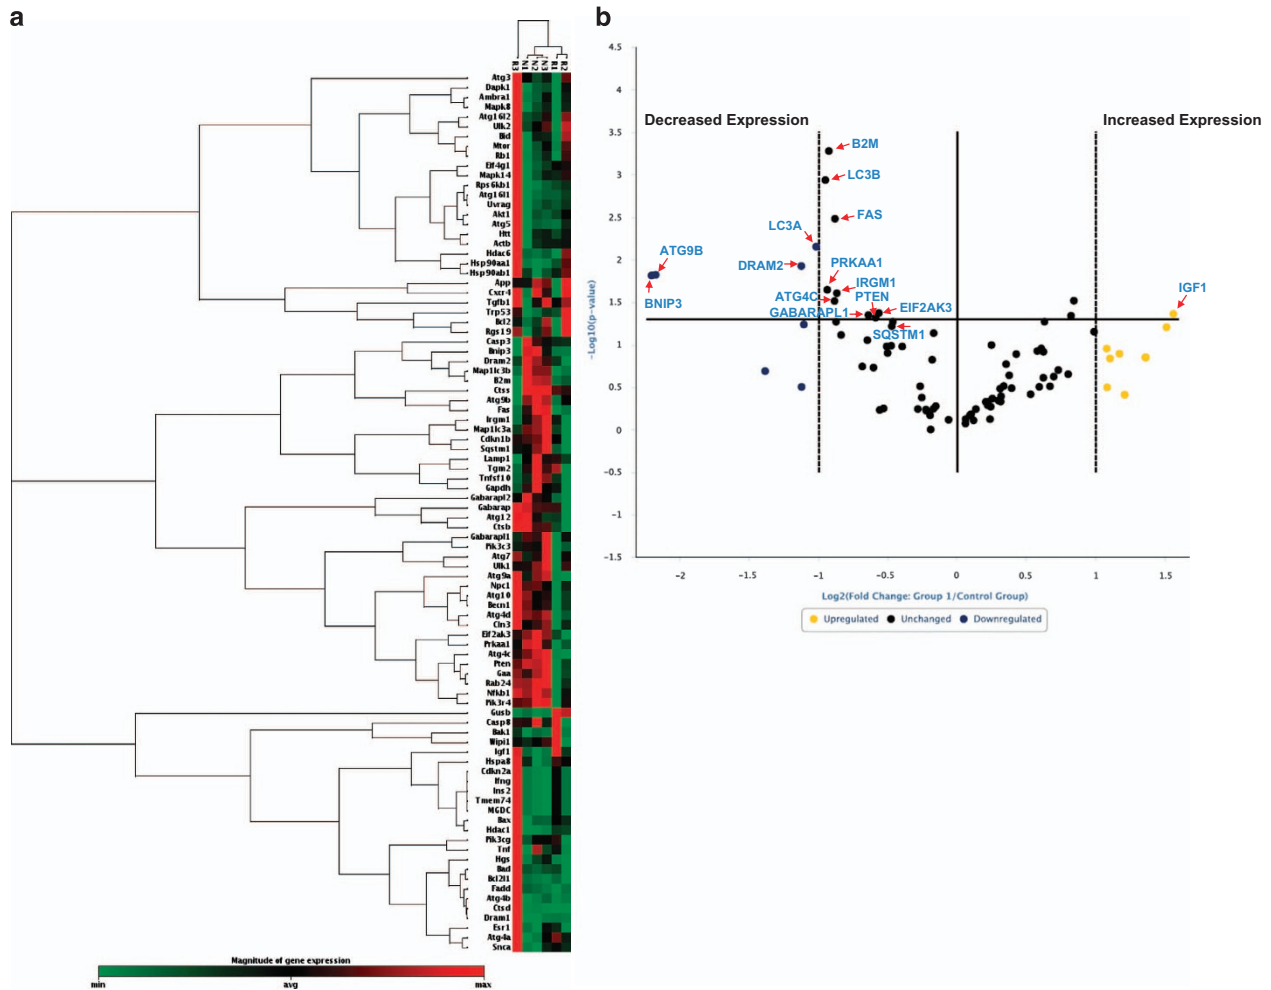 a
R3 N1 N2 N3 R1 R2
Atg3
Dapk1
Ambra1
Mapk8
Atg16l2
Ulk2
Bid
Mtor
Rb1
Eif4g1
Mapk14
Rps6kb1
Atg16l1
Uvrag
Akt1
Atg5
Htt
Actb
Hdac6
Hsp90aa1
Hsp90ab1
App
Cxcr4
Tgfb1
Trp53
Bcl2
Rgs19
Casp3
Bnip3
Dram2
Map1lc3b
B2m
Ctss
Atg9b
Fas
Irgm1
Map1lc3a
Cdkn1b
Sqstm1
Lamp1
Tgm2
Tnfsf10
Gapdh
Gabarapl2
Gabarap
Atg12
Ctsb
Gabarapl1
Pik3c3
Atg7
Ulk1
Atg9a
Npc1
Atg10
Becn1
Atg4d
Cln3
Eif2ak3
Prkaa1
Atg4c
Pten
Gaa
Rab24
Nfkb1
Pik3r4
Gusb
Casp8
Bak1
Wipi1
Igf1
Hspa8
Cdkn2a
Ifng
Ins2
Tmem74
MGDC
Bax
Hdac1
Pik3cg
Tnf
Hgs
Bad
Bcl2l1
Fadd
Atg4b
Ctsd
Dram1
Esr1
Atg4a
Snca
Magnitude of gene expression
min avg max
b
4.5
4
3.5
3
2.5
2
1.5
1
0.5
0
−0.5
−1
−1.5
-Log10(p-value)
Decreased Expression
Increased Expression
B2M
LC3B
FAS
LC3A
DRAM2
ATG9B
BNIP3
PRKAA1
IRGM1
ATG4C
PTEN
GABARAPL1
EIF2AK3
SQSTM1
IGF1
−2 −1.5 −1 −0.5 0 0.5 1 1.5
Log2(Fold Change: Group 1/Control Group)
Upregulated Unchanged Downregulated